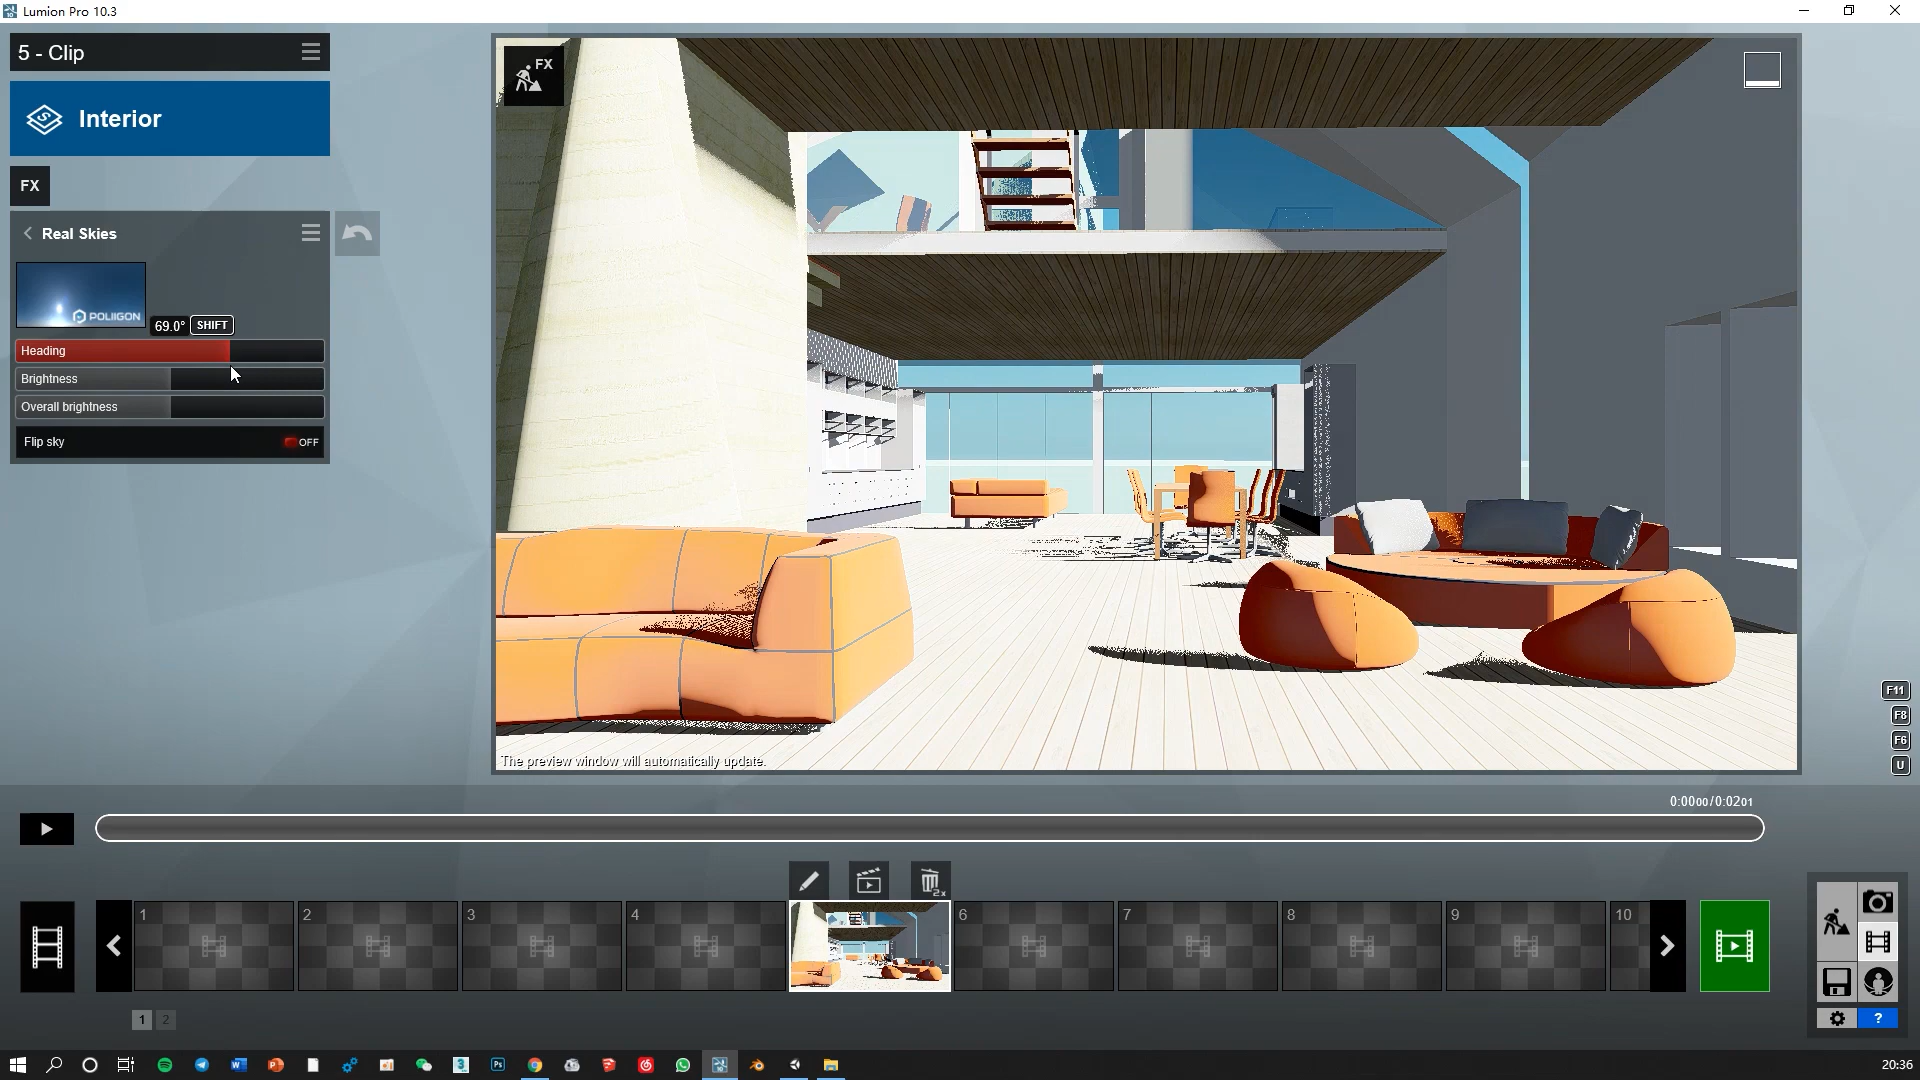 Lumion Pro 10.3
5 - Clip
Interior
FX
FX
Real Skies
POLIIGON
69.0° SHIFT
Heading
Brightness
Overall brightness
Flip sky OFF
The preview window will automatically update.
F11
F8
F6
U
0:0000/0:0201
2x
1 2 3 4 6 7 8 9 10
1 2
?
20:36